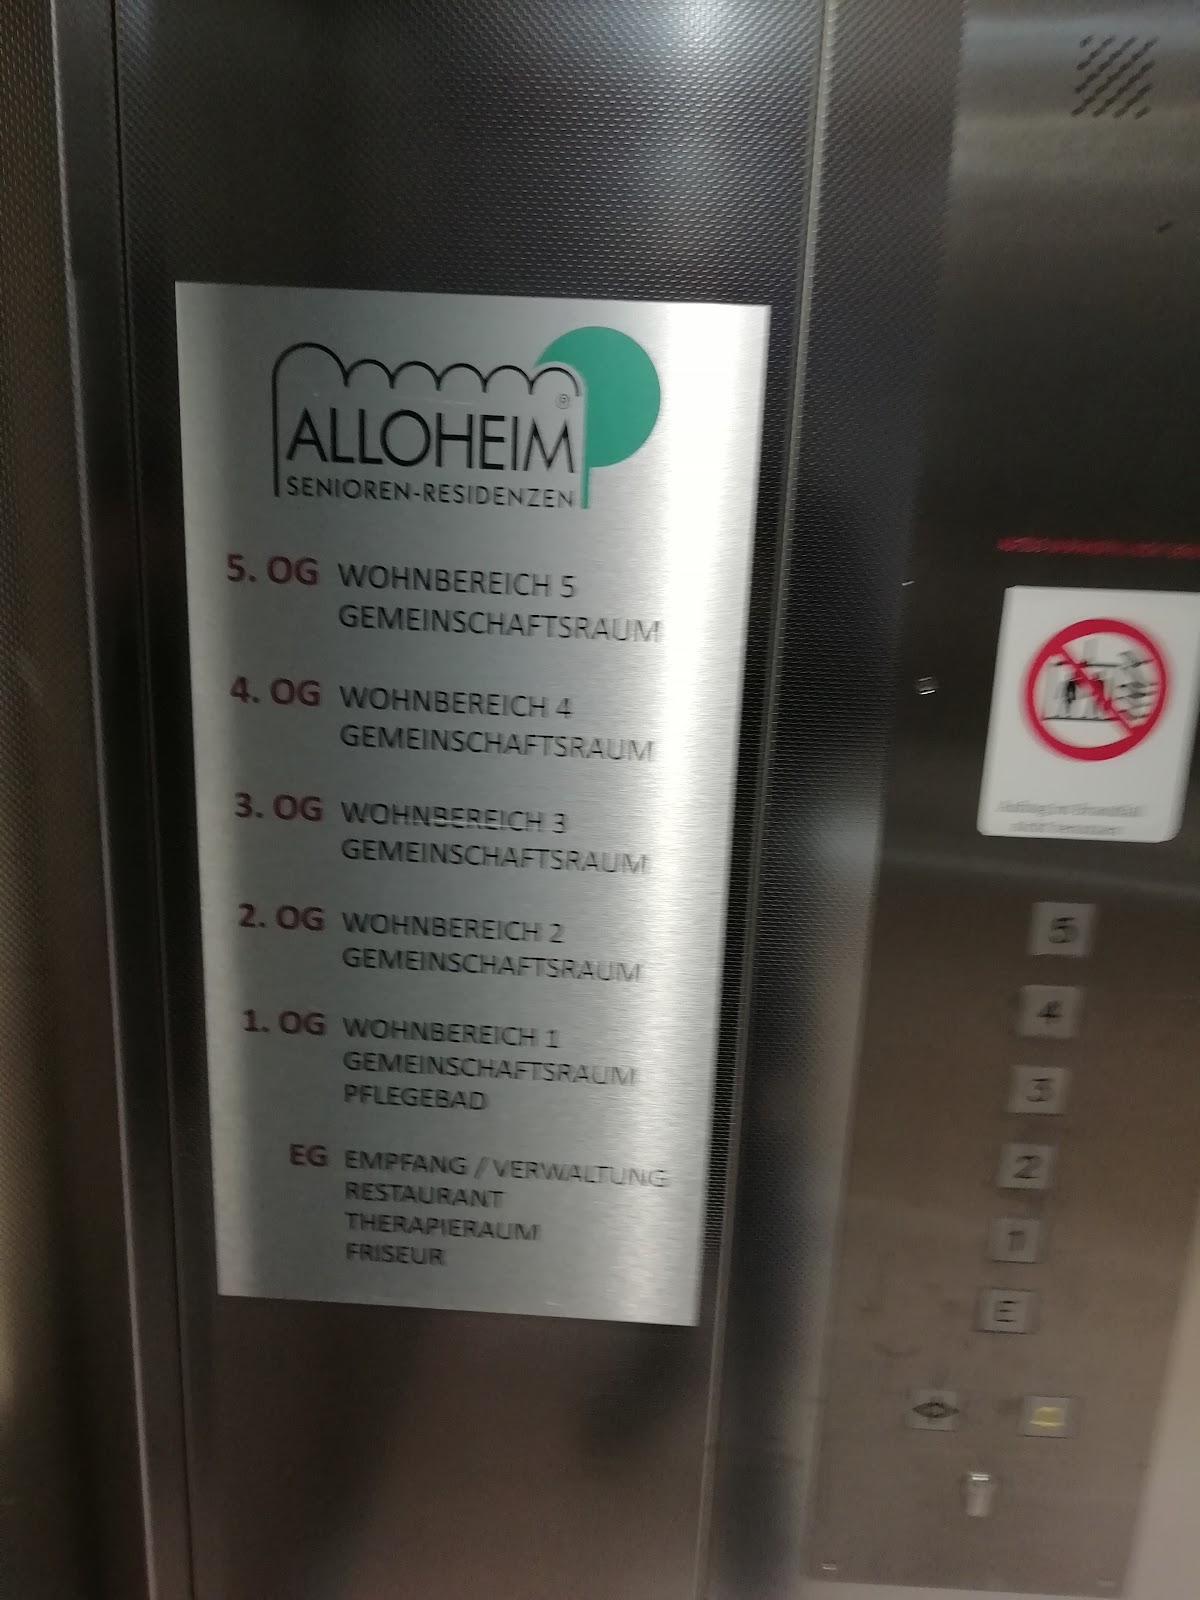 ALLOHEIM®
SENIOREN-RESIDENZEN
5. OG WOHNBEREICH 5
GEMEINSCHAFTSRAUM
4. OG WOHNBEREICH 4
GEMEINSCHAFTSRAUM
3. OG WOHNBEREICH 3
GEMEINSCHAFTSRAUM
2. OG WOHNBEREICH 2
GEMEINSCHAFTSRAUM
1. OG WOHNBEREICH 1
GEMEINSCHAFTSRAUM
PFLEGEBAD
EG EMPFANG / VERWALTUNG
RESTAURANT
THERAPIERAUM
FRISEUR
5
4
3
2
1
E